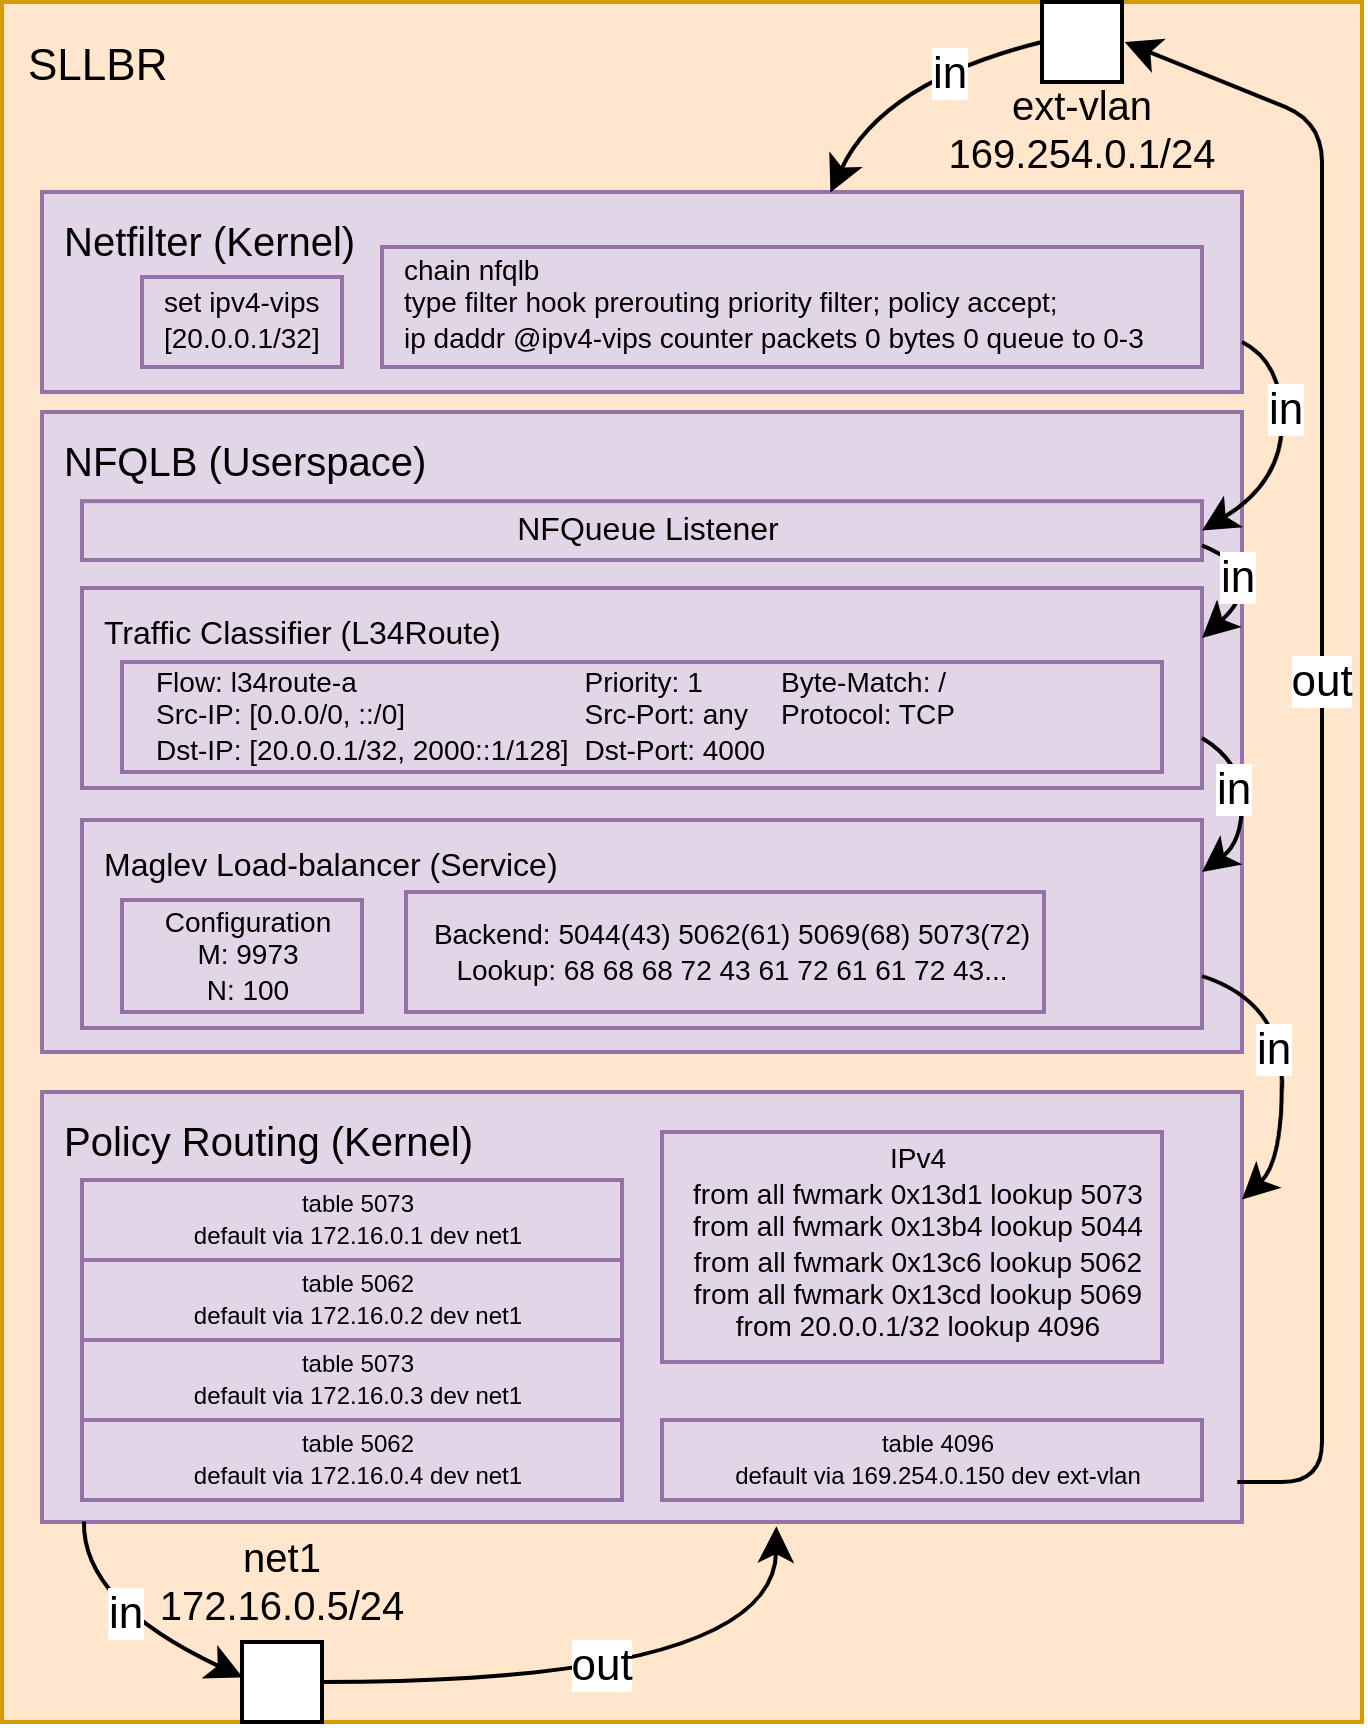 SLLBR
in
ext-vlan
169.254.0.1/24
Netfilter (Kernel)
set ipv4-vips
[20.0.0.1/32]
chain nfqlb
type filter hook prerouting priority filter; policy accept;
ip daddr @ipv4-vips counter packets 0 bytes 0 queue to 0-3
in
NFQLB (Userspace)
NFQueue Listener
in
Traffic Classifier (L34Route)
Flow: l34route-a Priority: 1 Byte-Match: /
Src-IP: [0.0.0/0, ::/0] Src-Port: any Protocol: TCP
Dst-IP: [20.0.0.1/32, 2000::1/128] Dst-Port: 4000
out
in
Maglev Load-balancer (Service)
Configuration
M: 9973
N: 100
Backend: 5044(43) 5062(61) 5069(68) 5073(72)
Lookup: 68 68 68 72 43 61 72 61 61 72 43...
in
Policy Routing (Kernel)
table 5073
default via 172.16.0.1 dev net1
table 5062
default via 172.16.0.2 dev net1
table 5073
default via 172.16.0.3 dev net1
table 5062
default via 172.16.0.4 dev net1
IPv4
from all fwmark 0x13d1 lookup 5073
from all fwmark 0x13b4 lookup 5044
from all fwmark 0x13c6 lookup 5062
from all fwmark 0x13cd lookup 5069
from 20.0.0.1/32 lookup 4096
table 4096
default via 169.254.0.150 dev ext-vlan
net1
172.16.0.5/24
in
out